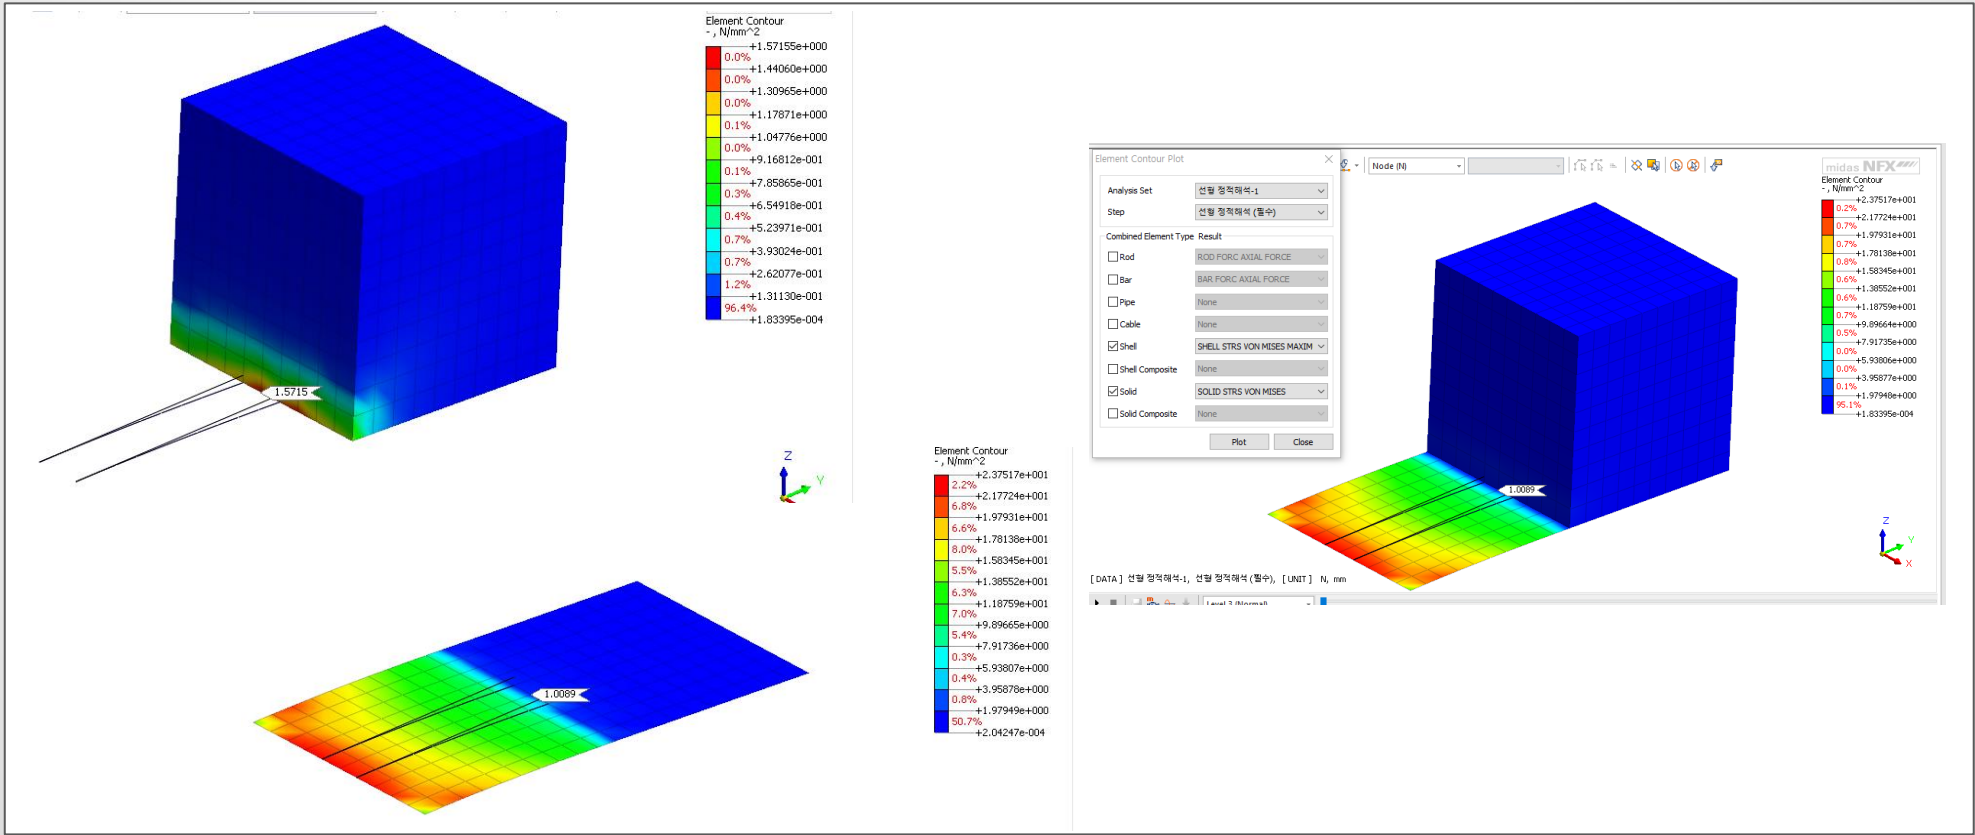 Element Contour
- , N/mm^2
+1.57155e+000
0.0%
+1.44060e+000
0.0%
+1.30965e+000
0.0%
+1.17871e+000
0.1%
+1.04776e+000
0.0%
+9.16812e-001
0.1%
+7.85865e-001
0.3%
+6.54918e-001
0.4%
+5.23971e-001
0.7%
+3.93024e-001
0.7%
+2.62077e-001
1.2%
+1.31130e-001
96.4%
+1.83395e-004
1.5715
Z
Y
Element Contour
- , N/mm^2
+2.37517e+001
2.2%
+2.17724e+001
6.8%
+1.97931e+001
6.6%
+1.78138e+001
8.0%
+1.58345e+001
5.5%
+1.38552e+001
6.3%
+1.18759e+001
7.0%
+9.89665e+000
5.4%
+7.91736e+000
0.3%
+5.93807e+000
0.4%
+3.95878e+000
0.8%
+1.97949e+000
50.7%
+2.04247e-004
1.0089
Element Contour Plot
Analysis Set
선형 정적해석-1
Step
선형 정적해석 (필수)
Combined Element Type Result
Rod
ROD FORC AXIAL FORCE
Bar
BAR FORC AXIAL FORCE
Pipe
None
Cable
None
Shell
SHELL STRS VON MISES MAXIM
Shell Composite
None
Solid
SOLID STRS VON MISES
Solid Composite
None
Plot
Close
Node (N)
midas NFX
Element Contour
- , N/mm^2
+2.37517e+001
0.2%
+2.17724e+001
0.7%
+1.97931e+001
0.7%
+1.78138e+001
0.8%
+1.58345e+001
0.6%
+1.38552e+001
0.6%
+1.18759e+001
0.7%
+9.89664e+000
0.5%
+7.91735e+000
0.0%
+5.93806e+000
0.0%
+3.95877e+000
0.1%
+1.97948e+000
95.1%
+1.83395e-004
1.0089
Z
Y
X
[ DATA ] 선형 정적해석-1, 선형 정적해석 (필수), [ UNIT ] N, mm
Level 3 (Normal)